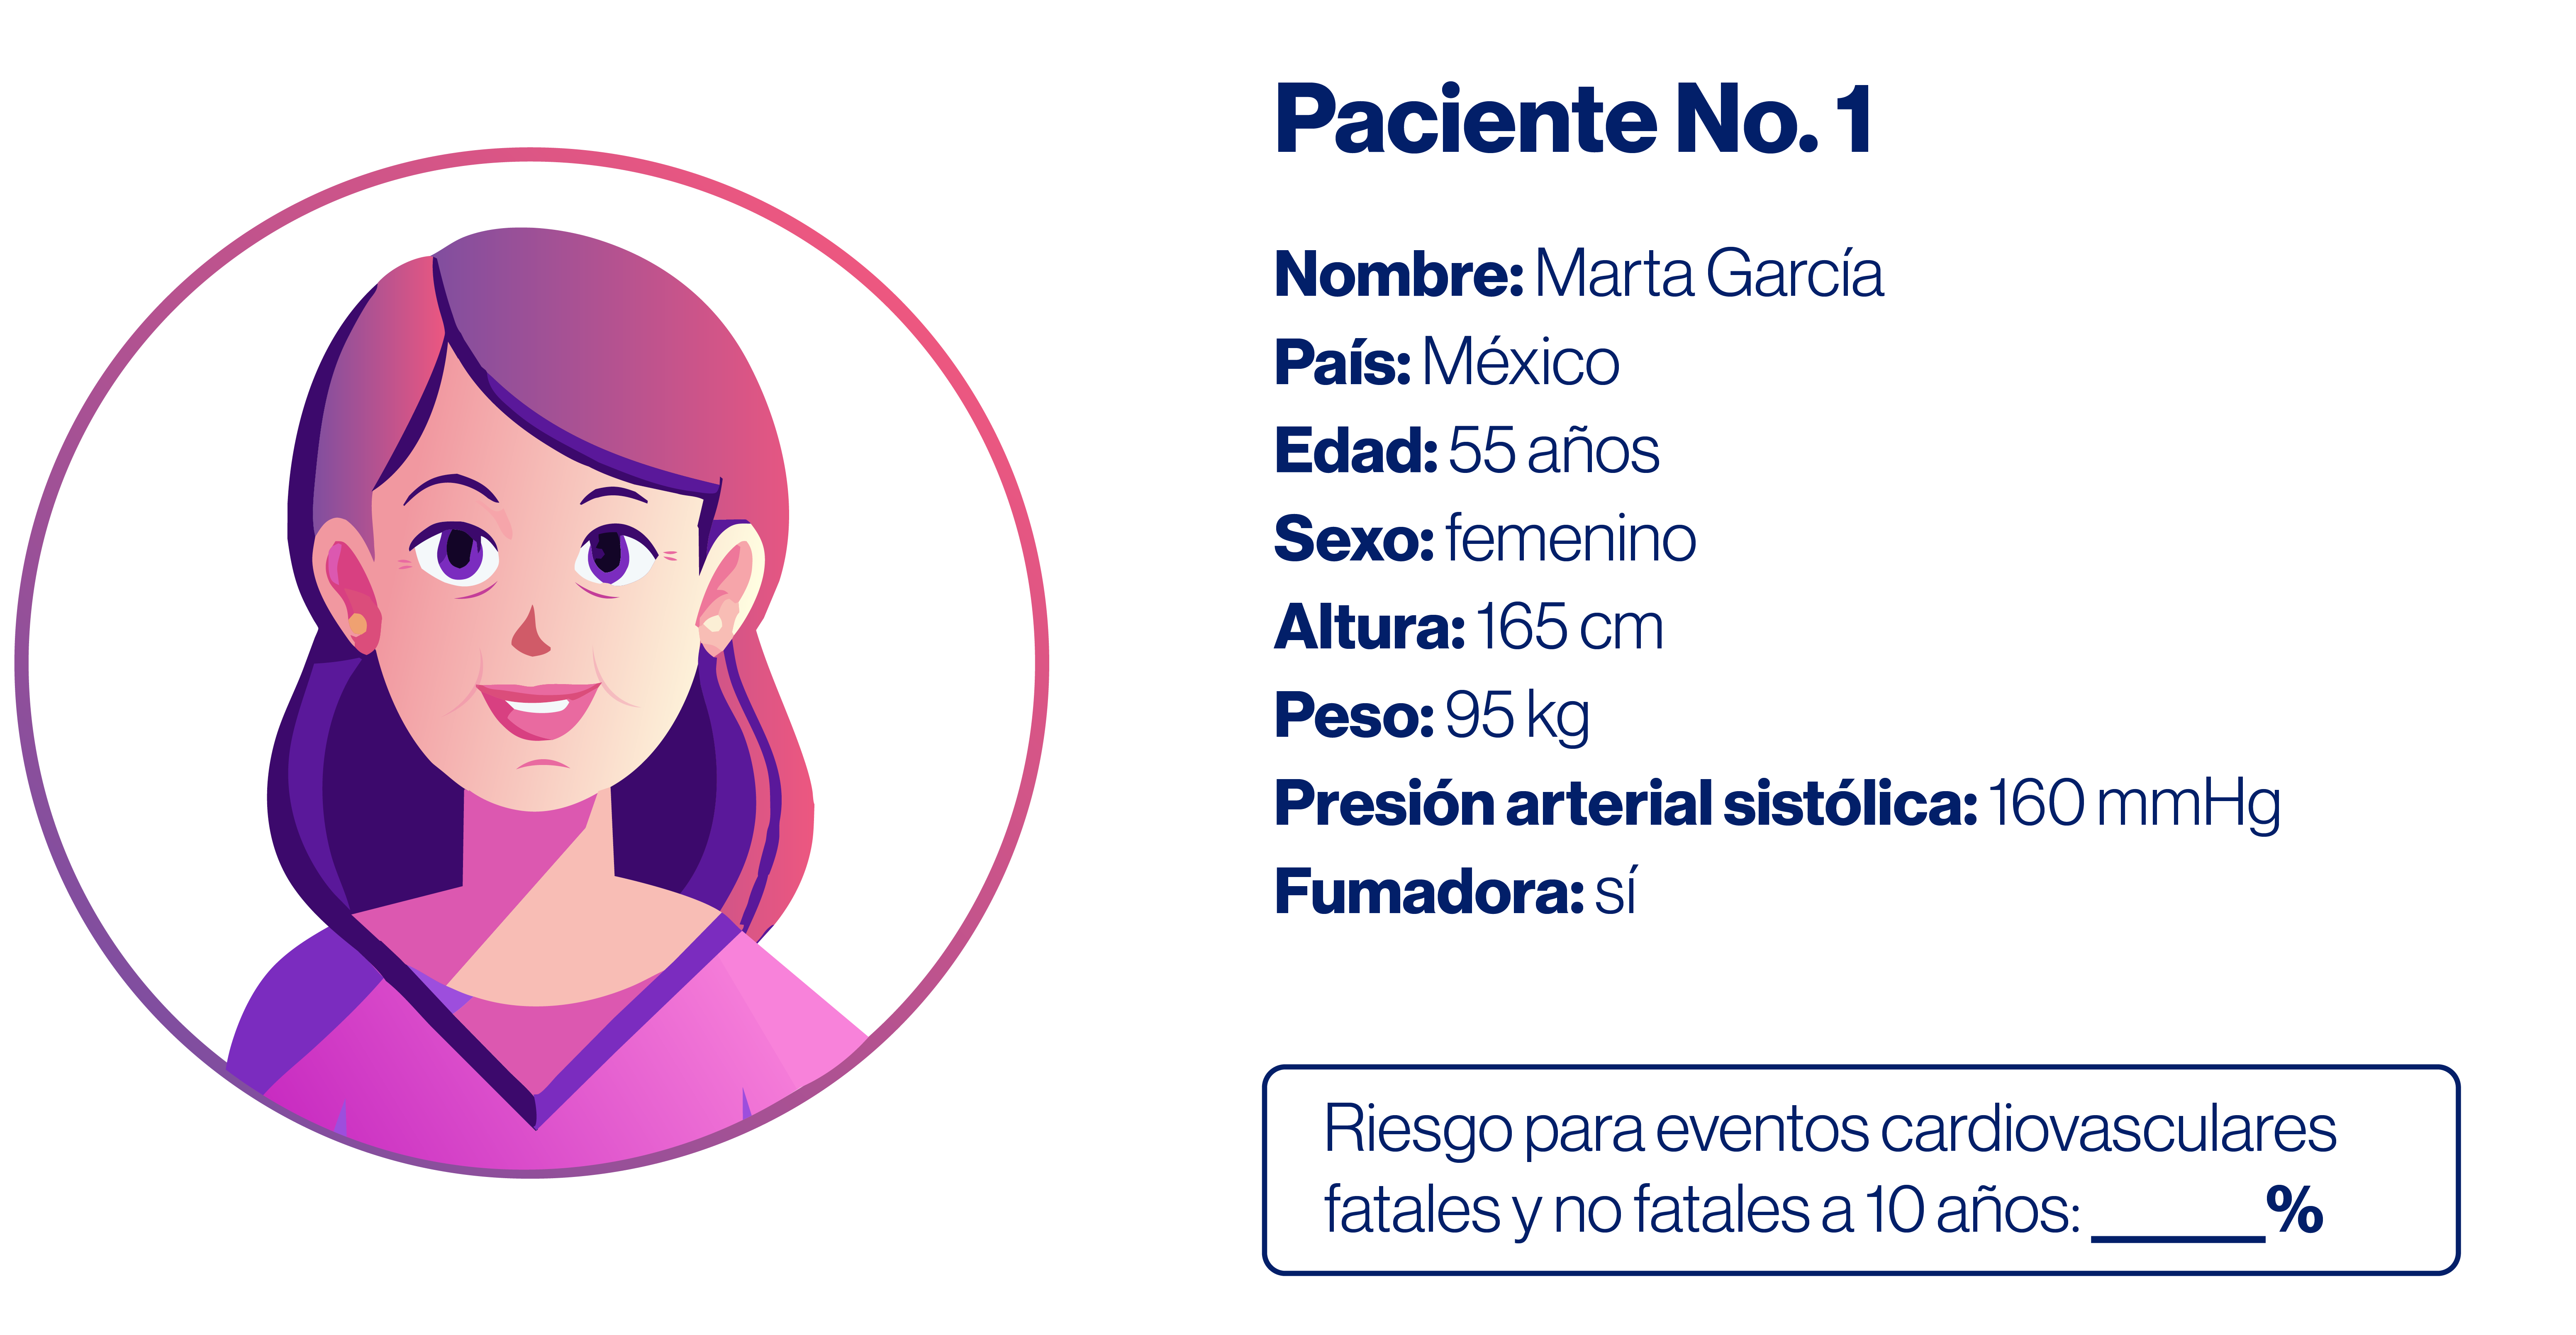 Paciente No. 1
Nombre: Marta García
País: México
Edad: 55 años
Sexo: femenino
Altura: 165 cm
Peso: 95 kg
Presión arterial sistólica: 160 mmHg
Fumadora: sí
Riesgo para eventos cardiovasculares
fatales y no fatales a 10 años: ______%